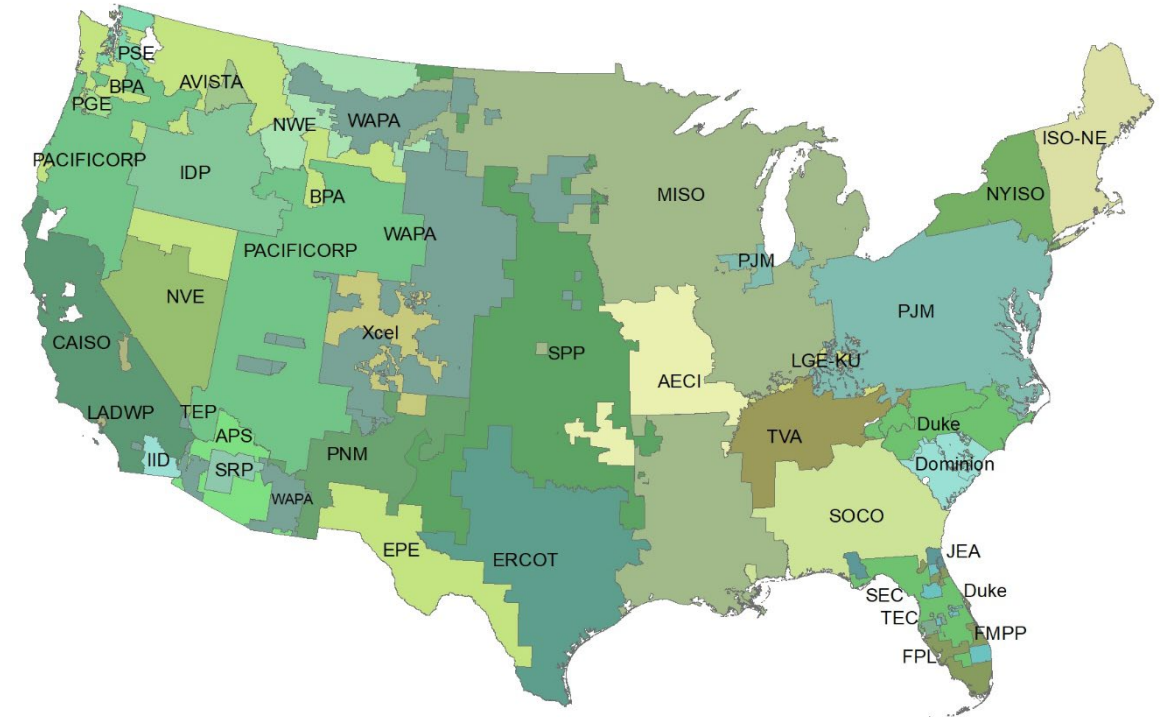 PSE
BPA
AVISTA
PGE
NWE
WAPA
ISO-NE
PACIFICORP
IDP
MISO
NYISO
BPA
WAPA
PACIFICORP
PJM
NVE
PJM
Xcel
CAISO
SPP
LGE-KU
AECI
LADWP
TEP
APS
Duke
TVA
PNM
IID
SRP
Dominion
WAPA
SOCO
EPE
ERCOT
JEA
SEC
Duke
TEC
FMPP
FPL